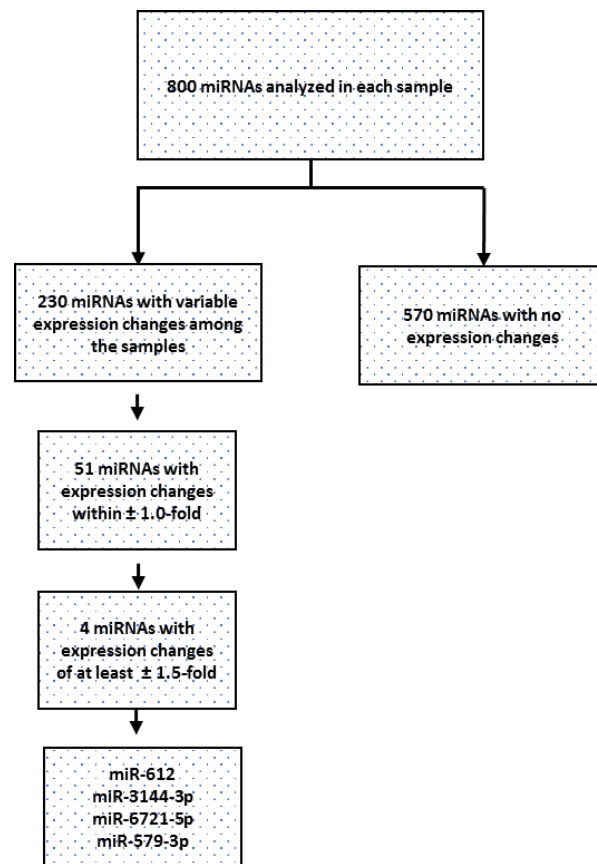 800 miRNAs analyzed in each sample
230 miRNAs with variable
expression changes among
the samples
570 miRNAs with no
expression changes
51 miRNAs with
expression changes
within ± 1.0-fold
4 miRNAs with
expression changes
of at least ± 1.5-fold
miR-612
miR-3144-3p
miR-6721-5p
miR-579-3p